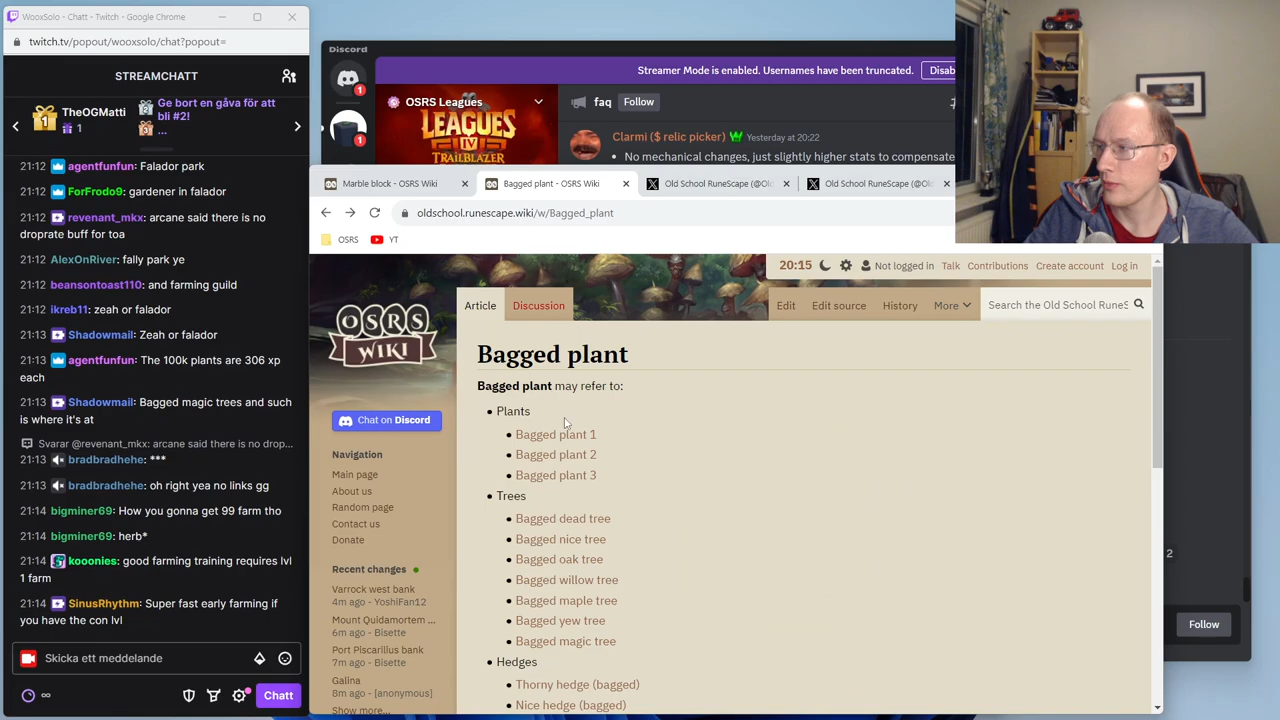 WooxSolo - Chatt - Twitch - Google Chrome
twitch.tv/popout/wooxsolo/chat?popout=
STREAMCHATT
TheOGMatti
1
Ge bort en gåva för att
bli #2!
...
21:12 agentfunfun: Falador park
21:12 ForFrodo9: gardener in
falador
21:12 revenant_mkx: arcane said there is no
droprate buff for toa
21:12 AlexOnRiver: fally park ye
21:12 beansontoast110: and farming
guild
21:12 ikreb11: zeah or falador
21:13 Shadowmail: Zeah or falador
21:13 agentfunfun: The 100k plants are 306 xp
each
21:13 Shadowmail: Bagged magic trees and such
is where it's at
Svarar @revenant_mkx: arcane said there is no drop...
21:13 bradbradhehe: ***
21:13 bradbradhehe: oh right yea no links gg
21:13 bigminer69: How you gonna get 99 farm tho
21:14 bigminer69: herb*
21:14 kooonies: good farming training requires lvl
1 farm
21:14 SinusRhythm: Super fast early farming if
you have the con lvl
Skicka ett meddelande
∞
Chatt
Discord
1
1
Streamer Mode is enabled. Usernames have been truncated.
Disab
OSRS Leagues
LEAGUES
IV
TRAILBLAZER
faq
Follow
Clarmi ($ relic picker) Yesterday at 20:22
• No mechanical changes, just slightly higher stats to compensate
Marble block - OSRS Wiki
Bagged plant - OSRS Wiki
Old School RuneScape (@Old
Old School RuneScape (@Old
oldschool.runescape.wiki/w/Bagged_plant
OSRS
YT
20:15
Not logged in
Talk
Contributions
Create account
Log in
OSRS
WIKI
Article
Discussion
Edit
Edit source
History
More
Search the Old School RuneS
Chat on Discord
Navigation
Main page
About us
Random page
Contact us
Donate
Recent changes
Varrock west bank
4m ago - YoshiFan12
Mount Quidamortem ...
6m ago - Bisette
Port Piscarilius bank
7m ago - Bisette
Galina
8m ago - [anonymous]
Show more...
Bagged plant
Bagged plant may refer to:
• Plants
• Bagged plant 1
• Bagged plant 2
• Bagged plant 3
• Trees
• Bagged dead tree
• Bagged nice tree
• Bagged oak tree
• Bagged willow tree
• Bagged maple tree
• Bagged yew tree
• Bagged magic tree
• Hedges
• Thorny hedge (bagged)
• Nice hedge (bagged)
2
Follow